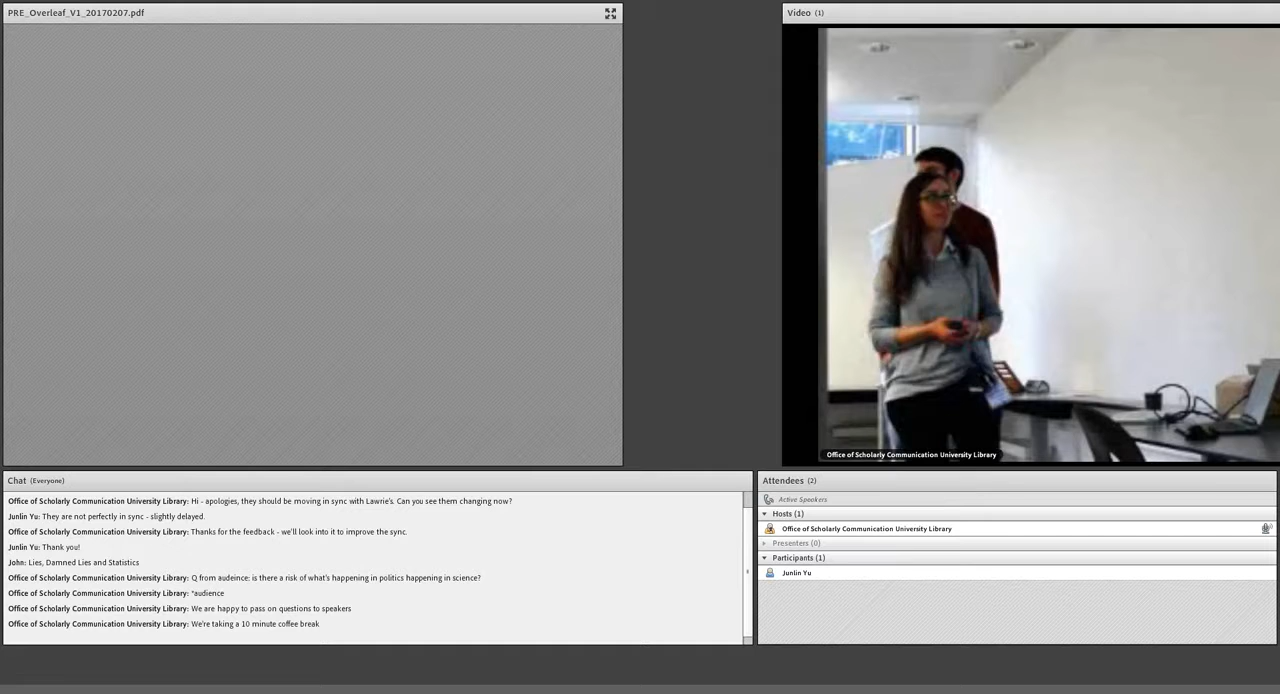 PRE_Overleaf_V1_20170207.pdf
Video (1)
Office of Scholarly Communication University Library
Chat (Everyone)
Office of Scholarly Communication University Library: Hi - apologies, they should be moving in sync with Lawrie's. Can you see them changing now?
Junlin Yu: They are not perfectly in sync - slightly delayed.
Office of Scholarly Communication University Library: Thanks for the feedback - we'll look into it to improve the sync.
Junlin Yu: Thank you!
John: Lies, Damned Lies and Statistics
Office of Scholarly Communication University Library: Q from audeince: is there a risk of what's happening in politics happening in science?
Office of Scholarly Communication University Library: *audience
Office of Scholarly Communication University Library: We are happy to pass on questions to speakers
Office of Scholarly Communication University Library: We're taking a 10 minute coffee break
Attendees (2)
Active Speakers
Hosts (1)
Office of Scholarly Communication University Library
Presenters (0)
Participants (1)
Junlin Yu